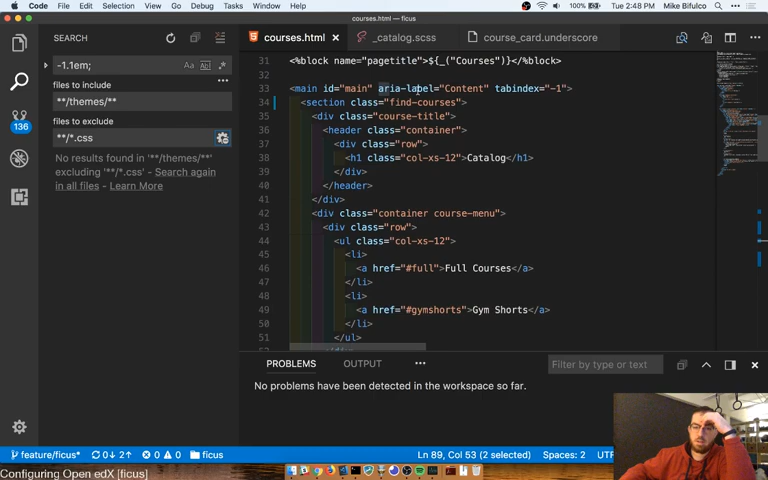 Code File Edit Selection View Go Debug Tasks Window Help 100% Tue 2:48 PM Mike Bifulco
courses.html — ficus
SEARCH
-1.1em;
Aa Abl .*
files to include
**/themes/**
files to exclude
**/*.css
No results found in '**/themes/**'
excluding '**/*.css' - Search again
in all files - Learn More
136
courses.html _catalog.scss course_card.underscore
31 <%block name="pagetitle">${_("Courses")}</%block>
32
33 <main id="main" aria-label="Content" tabindex="-1">
34 <section class="find-courses">
35 <div class="course-title">
36 <header class="container">
37 <div class="row">
38 <h1 class="col-xs-12">Catalog</h1>
39 </div>
40 </header>
41 </div>
42 <div class="container course-menu">
43 <div class="row">
44 <ul class="col-xs-12">
45 <li>
46 <a href="#full">Full Courses</a>
47 </li>
48 <li>
49 <a href="#gymshorts">Gym Shorts</a>
50 </li>
51 </ul>
PROBLEMS OUTPUT Filter by type or text
No problems have been detected in the workspace so far.
feature/ficus* 0↓ 2↑ 0 0 ficus Ln 89, Col 53 (2 selected) Spaces: 2
Configuring Open edX [ficus]